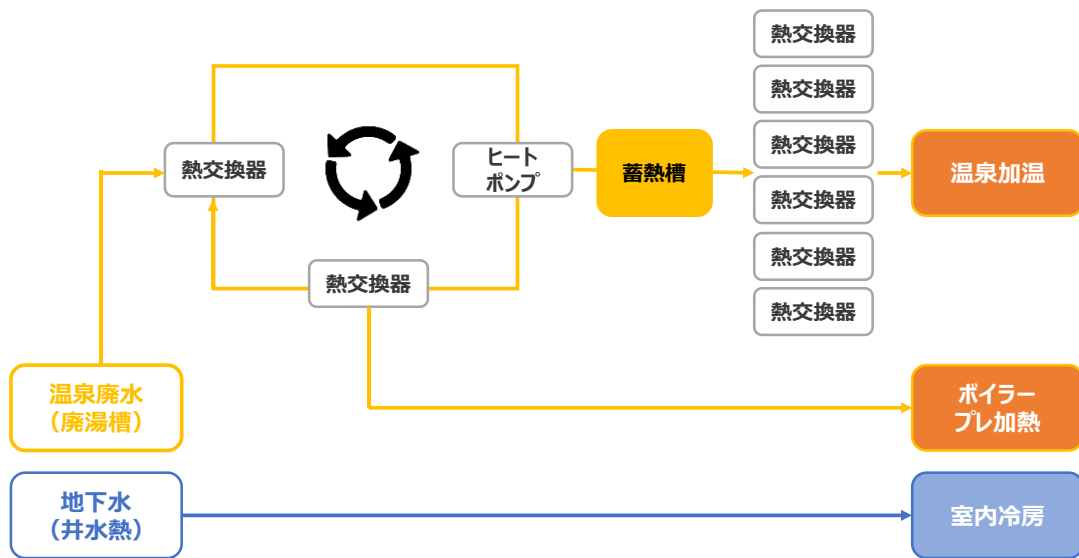 熱交換器
熱交換器
熱交換器
熱交換器
熱交換器
熱交換器
熱交換器
ヒート
ポンプ
蓄熱槽
温泉加温
熱交換器
温泉廃水
（廃湯槽）
ボイラー
プレ加熱
地下水
（井水熱）
室内冷房